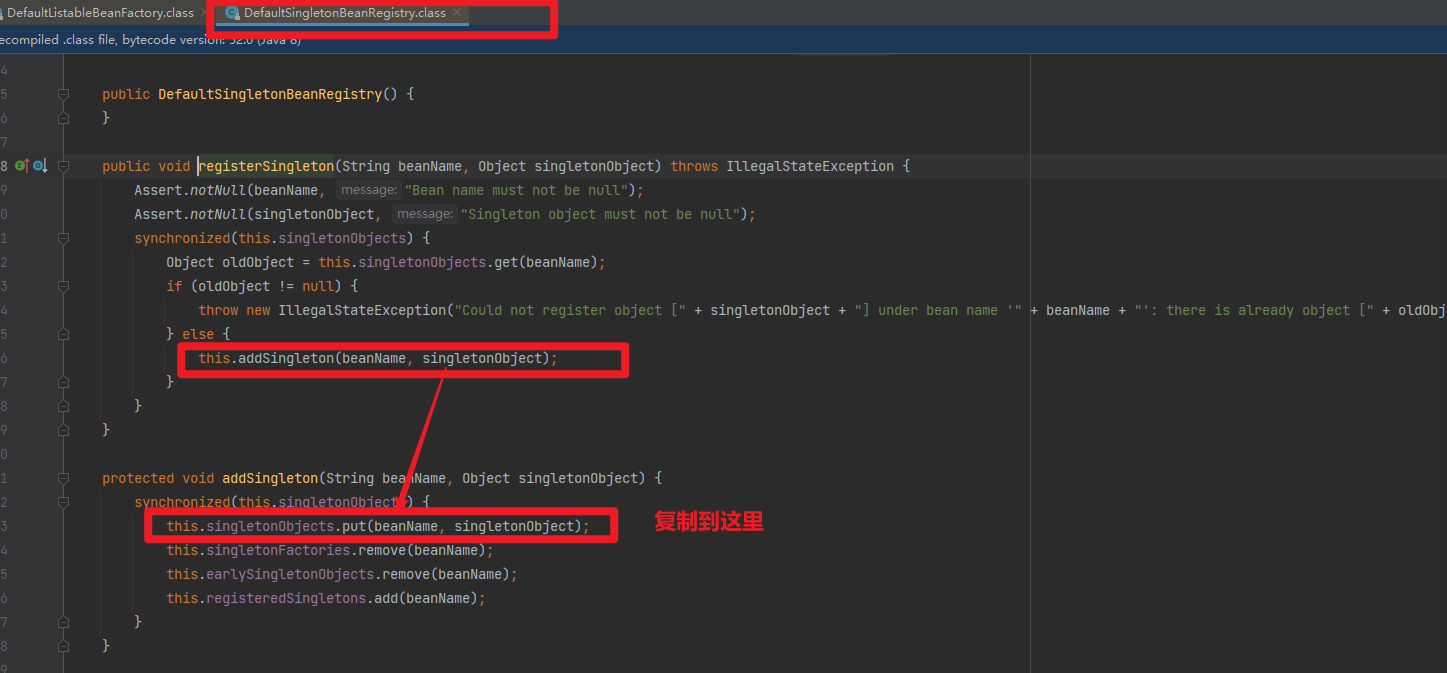 DefaultListableBeanFactory.class × DefaultSingletonBeanRegistry.class ×
ecompiled .class file, bytecode version: 52.0 (Java 8)
4
5 public DefaultSingletonBeanRegistry() {
6 }
7
8 public void registerSingleton(String beanName, Object singletonObject) throws IllegalStateException {
9 Assert.notNull(beanName, message: "Bean name must not be null");
0 Assert.notNull(singletonObject, message: "Singleton object must not be null");
1 synchronized(this.singletonObjects) {
2 Object oldObject = this.singletonObjects.get(beanName);
3 if (oldObject != null) {
4 throw new IllegalStateException("Could not register object [" + singletonObject + "] under bean name '" + beanName + "': there is already object [" + oldObj
5 } else {
6 this.addSingleton(beanName, singletonObject);
7 }
8 }
9 }
0
1 protected void addSingleton(String beanName, Object singletonObject) {
2 synchronized(this.singletonObjects) {
3 this.singletonObjects.put(beanName, singletonObject); 复制到这里
4 this.singletonFactories.remove(beanName);
5 this.earlySingletonObjects.remove(beanName);
6 this.registeredSingletons.add(beanName);
7 }
8 }
9